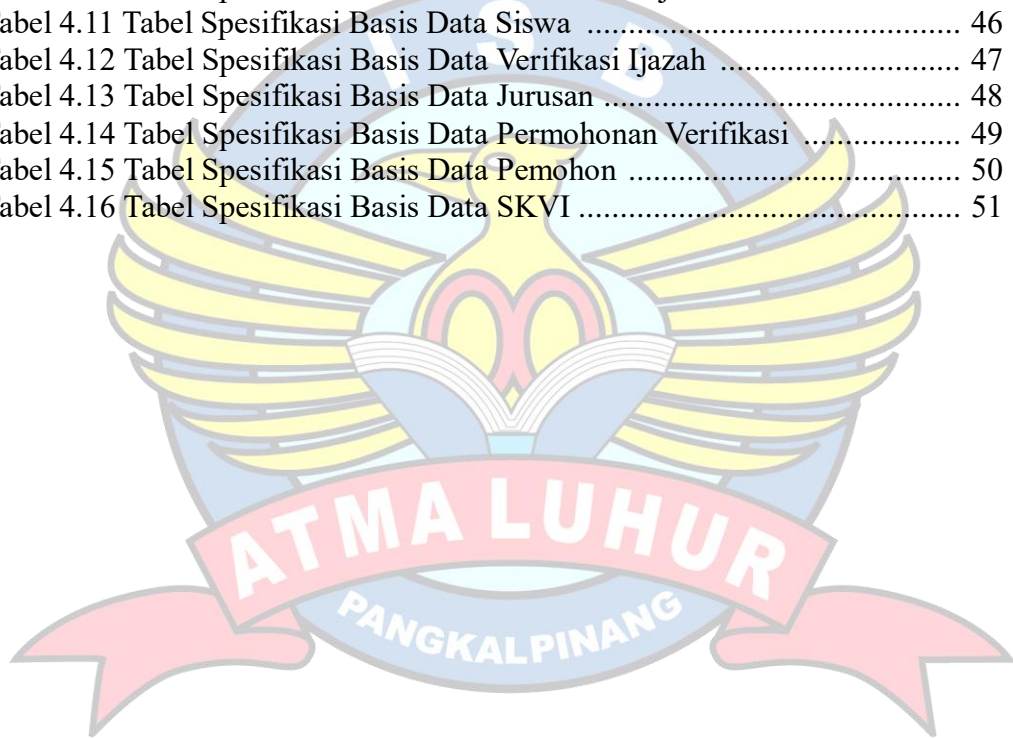 abel 4.11 Tabel Spesifikasi Basis Data Siswa ............................................. 46
abel 4.12 Tabel Spesifikasi Basis Data Verifikasi Ijazah ............................. 47
abel 4.13 Tabel Spesifikasi Basis Data Jurusan ........................................... 48
abel 4.14 Tabel Spesifikasi Basis Data Permohonan Verifikasi ................... 49
abel 4.15 Tabel Spesifikasi Basis Data Pemohon ........................................ 50
abel 4.16 Tabel Spesifikasi Basis Data SKVI .............................................. 51
I S B
ATMA LUHUR
PANGKALPINANG